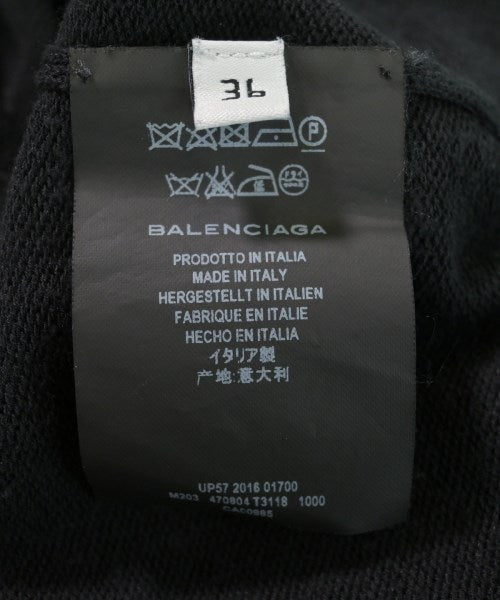 36
P
BALENCIAGA
PRODOTTO IN ITALIA
MADE IN ITALY
HERGESTELLT IN ITALIEN
FABRIQUE EN ITALIE
HECHO EN ITALIA
イタリア製
产地:意大利
UP57 2016 01700
M203 470804 T3118 1000
CA00985